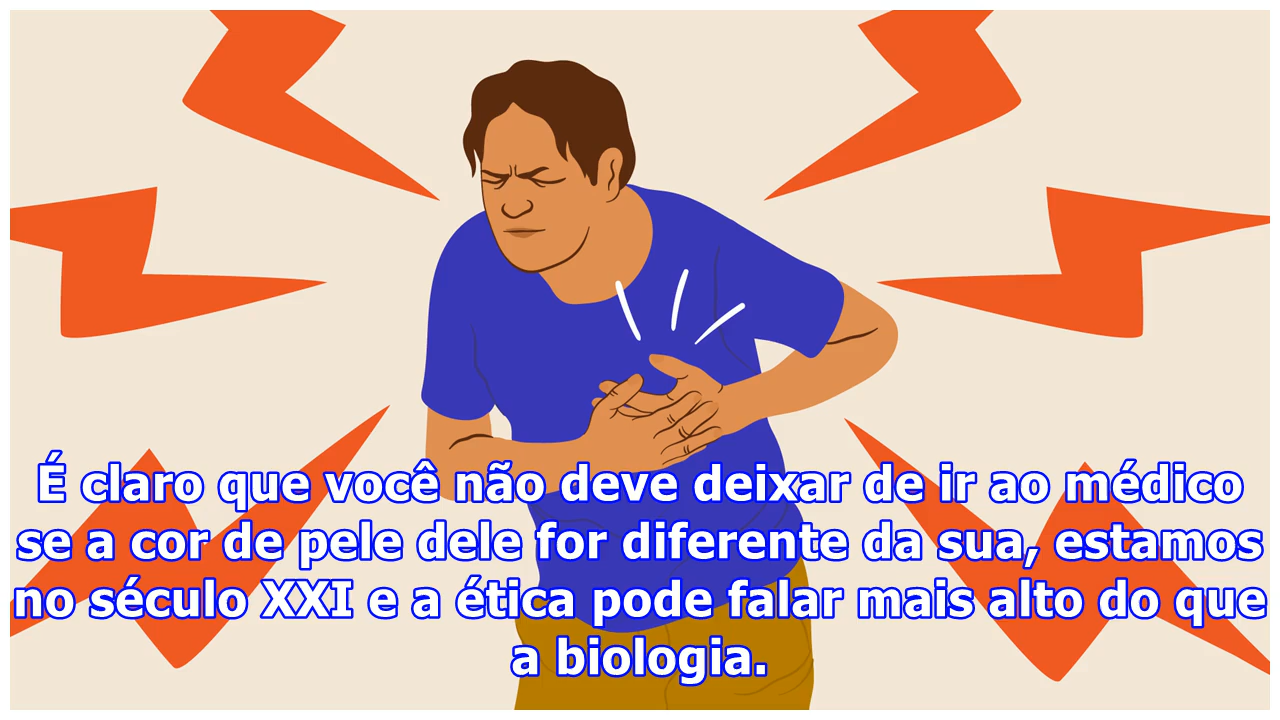 É claro que você não deve deixar de ir ao médico
se a cor de pele dele for diferente da sua, estamos
no século XXI e a ética pode falar mais alto do que
a biologia.